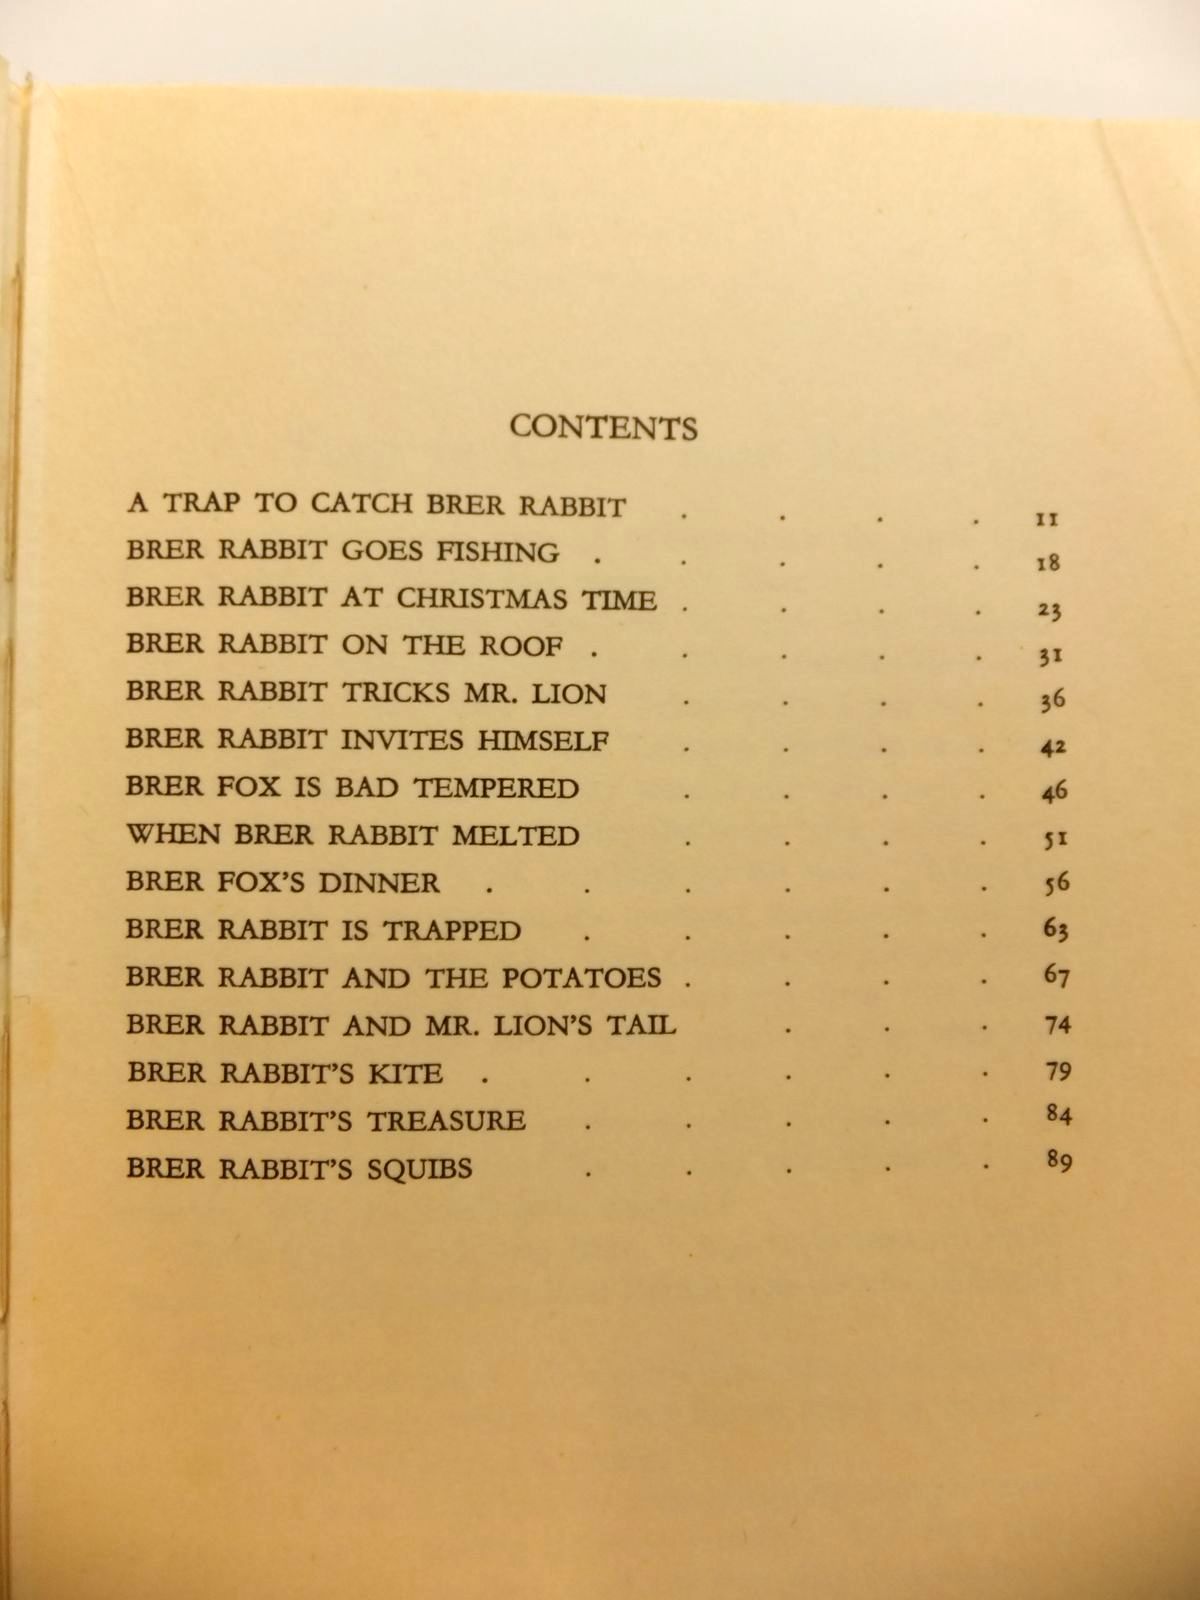 CONTENTS
A TRAP TO CATCH BRER RABBIT . . . . 11
BRER RABBIT GOES FISHING . . . . . 18
BRER RABBIT AT CHRISTMAS TIME . . . . 23
BRER RABBIT ON THE ROOF . . . . . 31
BRER RABBIT TRICKS MR. LION . . . . 36
BRER RABBIT INVITES HIMSELF . . . . 42
BRER FOX IS BAD TEMPERED . . . . 46
WHEN BRER RABBIT MELTED . . . . 51
BRER FOX'S DINNER . . . . . . 56
BRER RABBIT IS TRAPPED . . . . . 63
BRER RABBIT AND THE POTATOES . . . . 67
BRER RABBIT AND MR. LION'S TAIL . . . 74
BRER RABBIT'S KITE . . . . . . 79
BRER RABBIT'S TREASURE . . . . . 84
BRER RABBIT'S SQUIBS . . . . . 89